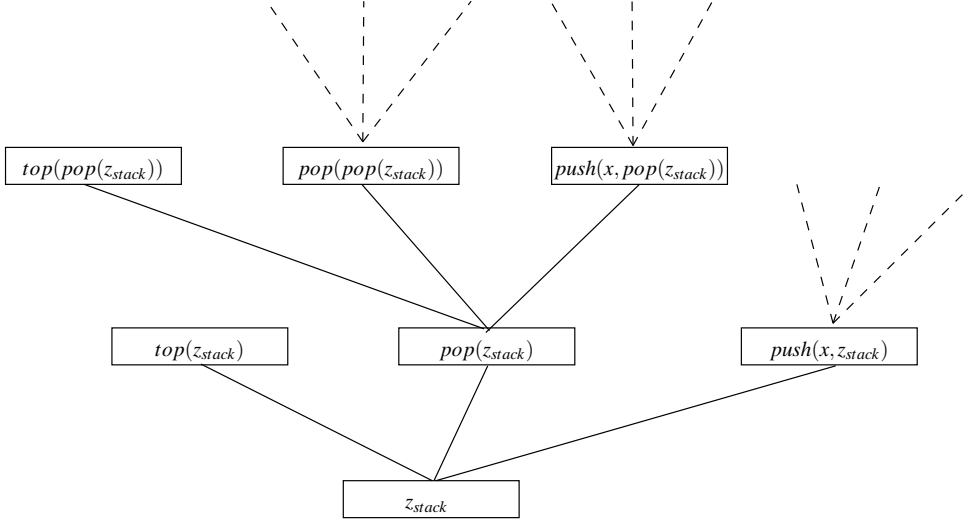 top(pop(z_stack))
pop(pop(z_stack))
push(x, pop(z_stack))
top(z_stack)
pop(z_stack)
push(x, z_stack)
z_stack